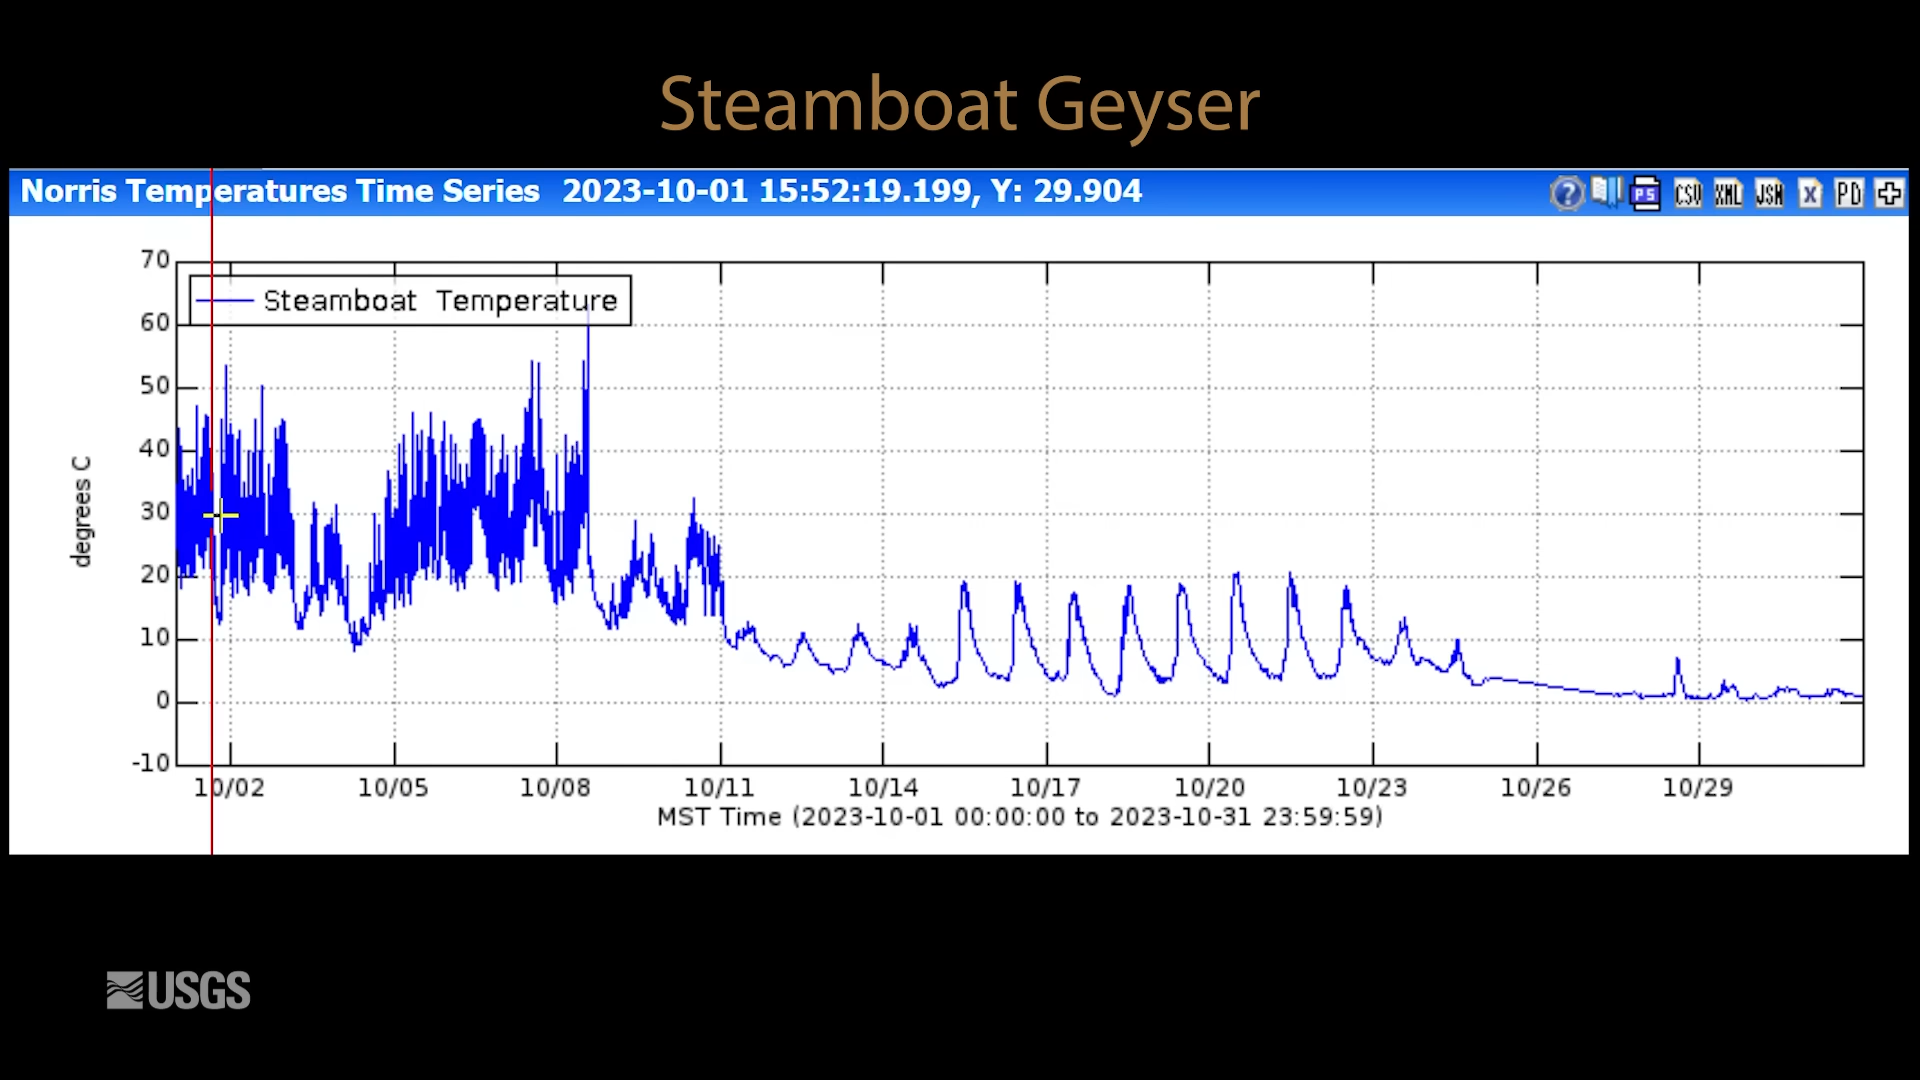 Steamboat Geyser
Norris Temperatures Time Series 2023-10-01 15:52:19.199, Y: 29.904
? PS CSV XML JSN X PD
70
Steamboat Temperature
60
50
40
30
20
10
0
-10
degrees C
10/02 10/05 10/08 10/11 10/14 10/17 10/20 10/23 10/26 10/29
MST Time (2023-10-01 00:00:00 to 2023-10-31 23:59:59)
USGS